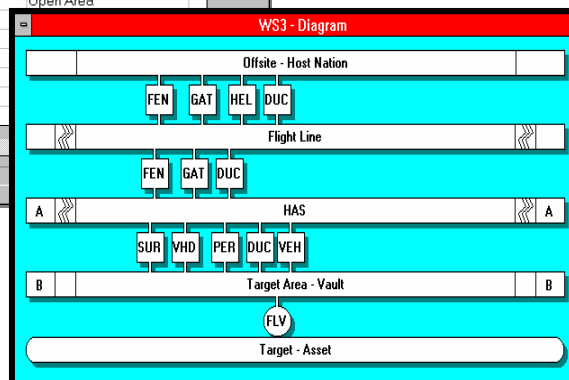 Open Area
WS3 - Diagram
Offsite - Host Nation
FEN GAT HEL DUC
Flight Line
FEN GAT DUC
A HAS A
SUR VHD PER DUC VEH
B Target Area - Vault B
FLV
Target - Asset